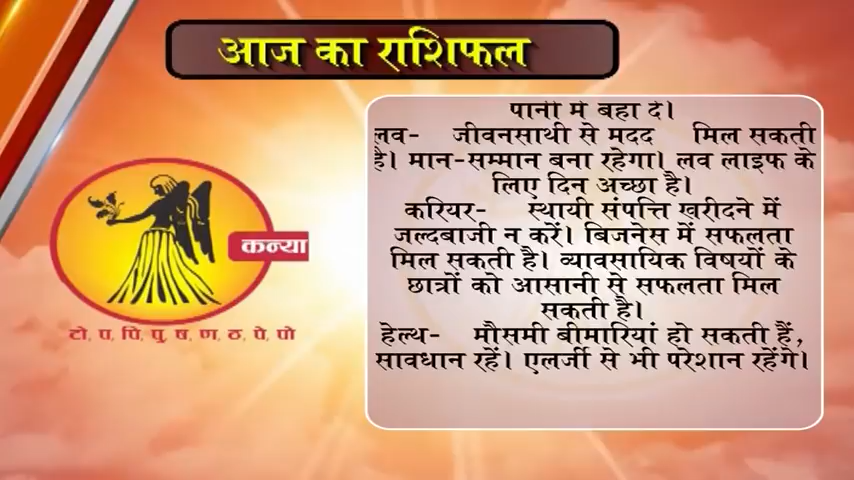 आज का राशिफल
पानी में बहा दें।
लव- जीवनसाथी से मदद मिल सकती
है। मान-सम्मान बना रहेगा। लव लाइफ के
लिए दिन अच्छा है।
करियर- स्थायी संपत्ति खरीदने में
जल्दबाजी न करें। बिजनेस में सफलता
मिल सकती है। व्यावसायिक विषयों के
छात्रों को आसानी से सफलता मिल
सकती है।
हेल्थ- मौसमी बीमारियां हो सकती हैं,
सावधान रहें। एलर्जी से भी परेशान रहेंगे।
कन्या
टो, प, पि, पु, ष, ण, ठ, पे, पो